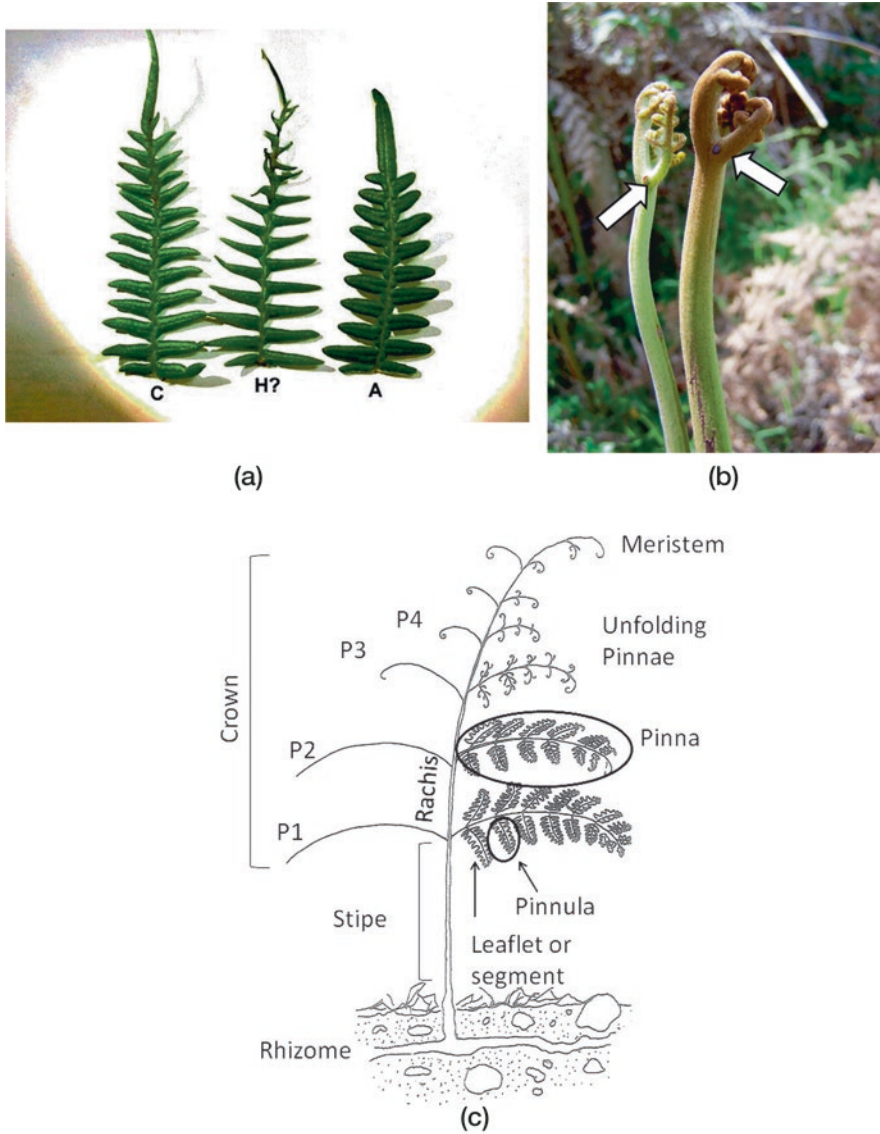 C
H?
A
(a)
(b)
Meristem
P4
Unfolding
Pinnae
P3
Crown
P2
Pinna
Rachis
P1
Pinnula
Stipe
Leaflet or
segment
Rhizome
(c)